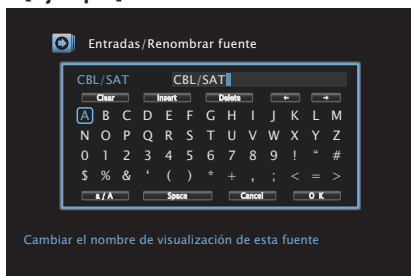 Entradas/Renombrar fuente
CBL/SAT CBL/SAT
Clear Insert Delete ← →
A B C D E F G H I J K L M
N O P Q R S T U V W X Y Z
0 1 2 3 4 5 6 7 8 9 ! “ #
$ % & ‘ ( ) * + , ; < = >
a / A Space Cancel O K
Cambiar el nombre de visualización de esta fuente